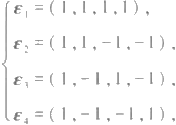 ε₁ = ( 1 , 1 , 1 , 1 ) ,
ε₂ = ( 1 , 1 , -1 , -1 ) ,
ε₃ = ( 1 , -1 , 1 , -1 ) ,
ε₄ = ( 1 , -1 , -1 , 1 ) ,